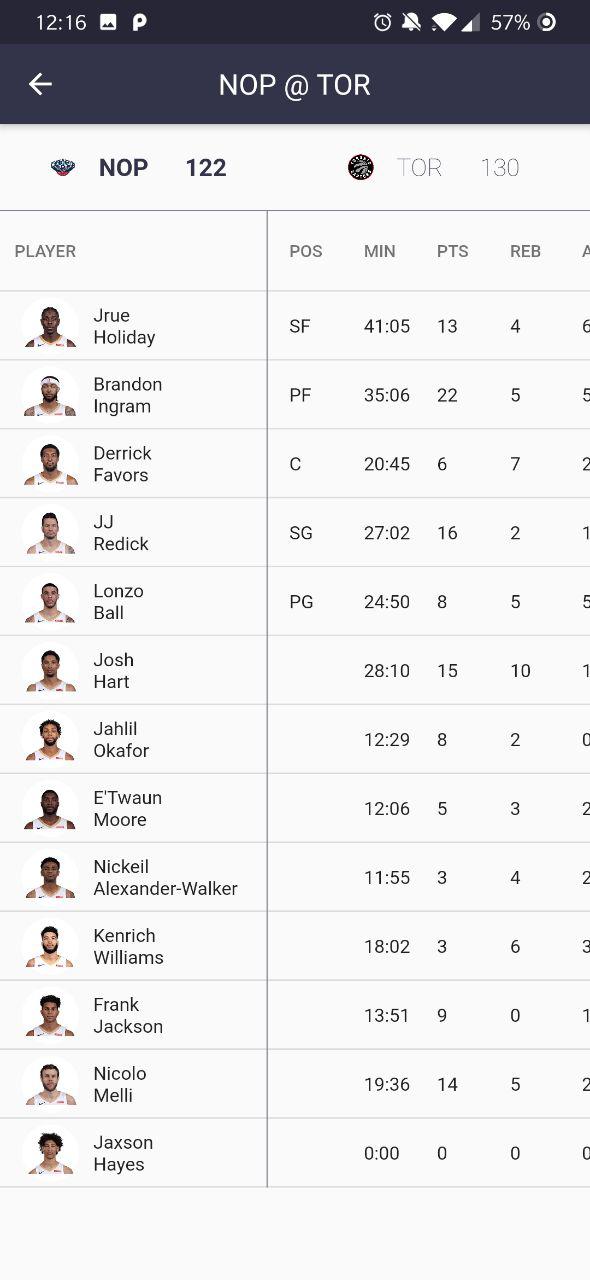 12:16 57%
NOP @ TOR
NOP 122 TOR 130
PLAYER POS MIN PTS REB A
Jrue
Holiday SF 41:05 13 4 6
Brandon
Ingram PF 35:06 22 5 5
Derrick
Favors C 20:45 6 7 2
JJ
Redick SG 27:02 16 2 1
Lonzo
Ball PG 24:50 8 5 5
Josh
Hart 28:10 15 10 1
Jahlil
Okafor 12:29 8 2 0
E'Twaun
Moore 12:06 5 3 2
Nickeil
Alexander-Walker 11:55 3 4 2
Kenrich
Williams 18:02 3 6 3
Frank
Jackson 13:51 9 0 1
Nicolo
Melli 19:36 14 5 2
Jaxson
Hayes 0:00 0 0 0